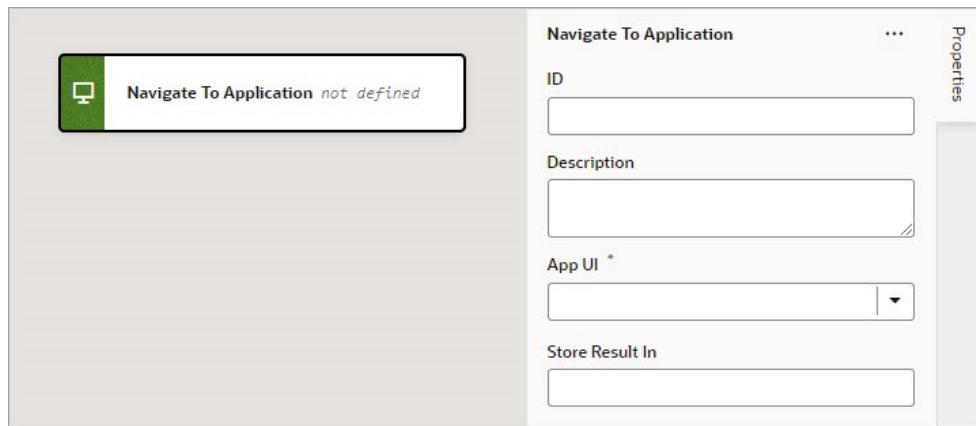 Navigate To Application not defined
Navigate To Application ...
ID
Description
App UI *
Store Result In
Properties